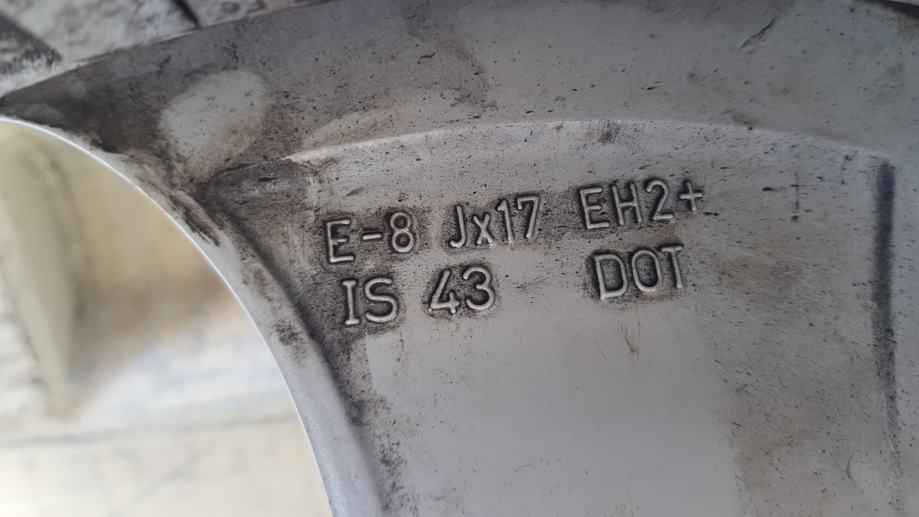 E-8 Jx17 EH2+
IS 43 DOT